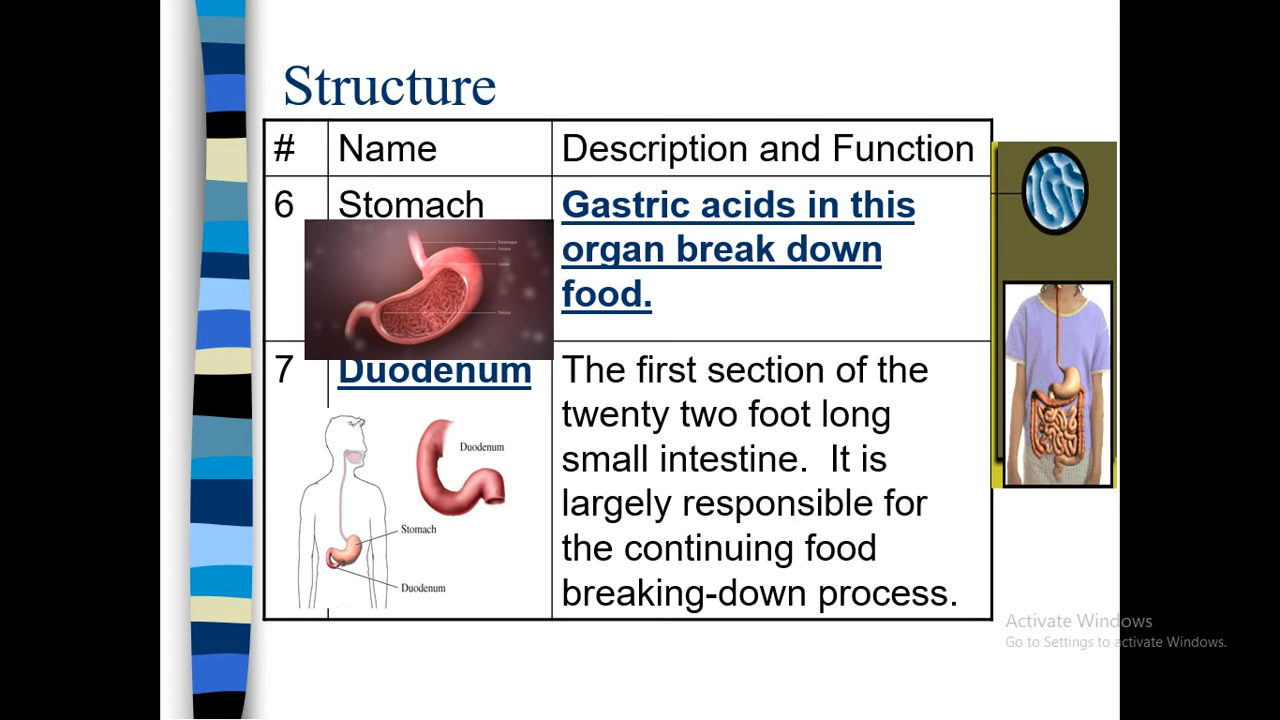 Structure
# Name Description and Function
6 Stomach
Gastric acids in this
organ break down
food.
7 Duodenum
The first section of the
twenty two foot long
small intestine. It is
largely responsible for
the continuing food
breaking-down process.
Duodenum
Stomach
Duodenum
Activate Windows
Go to Settings to activate Windows.